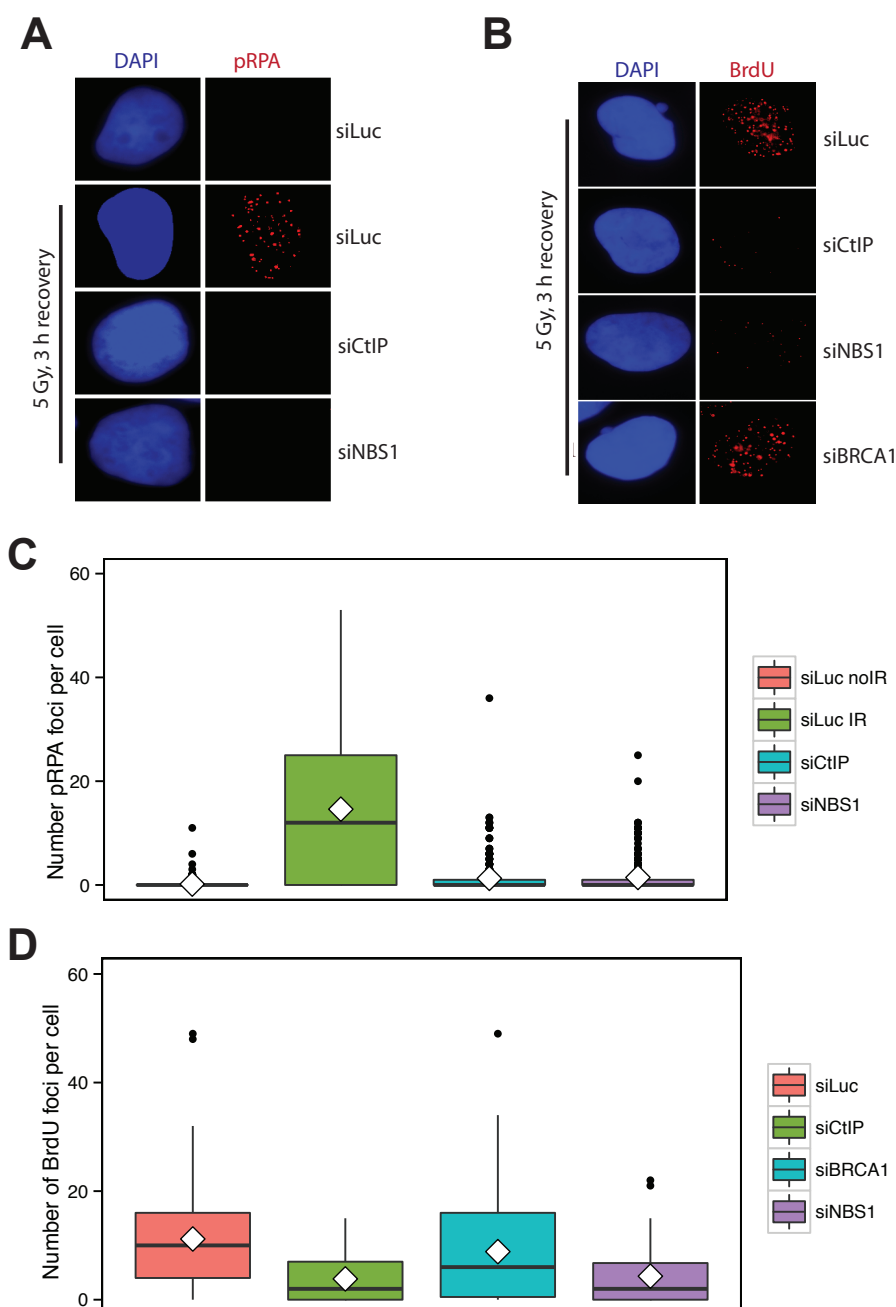 A
DAPI pRPA
siLuc
siLuc
siCtIP
siNBS1
5 Gy, 3 h recovery
B
DAPI BrdU
siLuc
siCtIP
siNBS1
siBRCA1
5 Gy, 3 h recovery
C
Number pRPA foci per cell
60
40
20
0
siLuc noIR
siLuc IR
siCtIP
siNBS1
D
Number of BrdU foci per cell
60
40
20
0
siLuc
siCtIP
siBRCA1
siNBS1